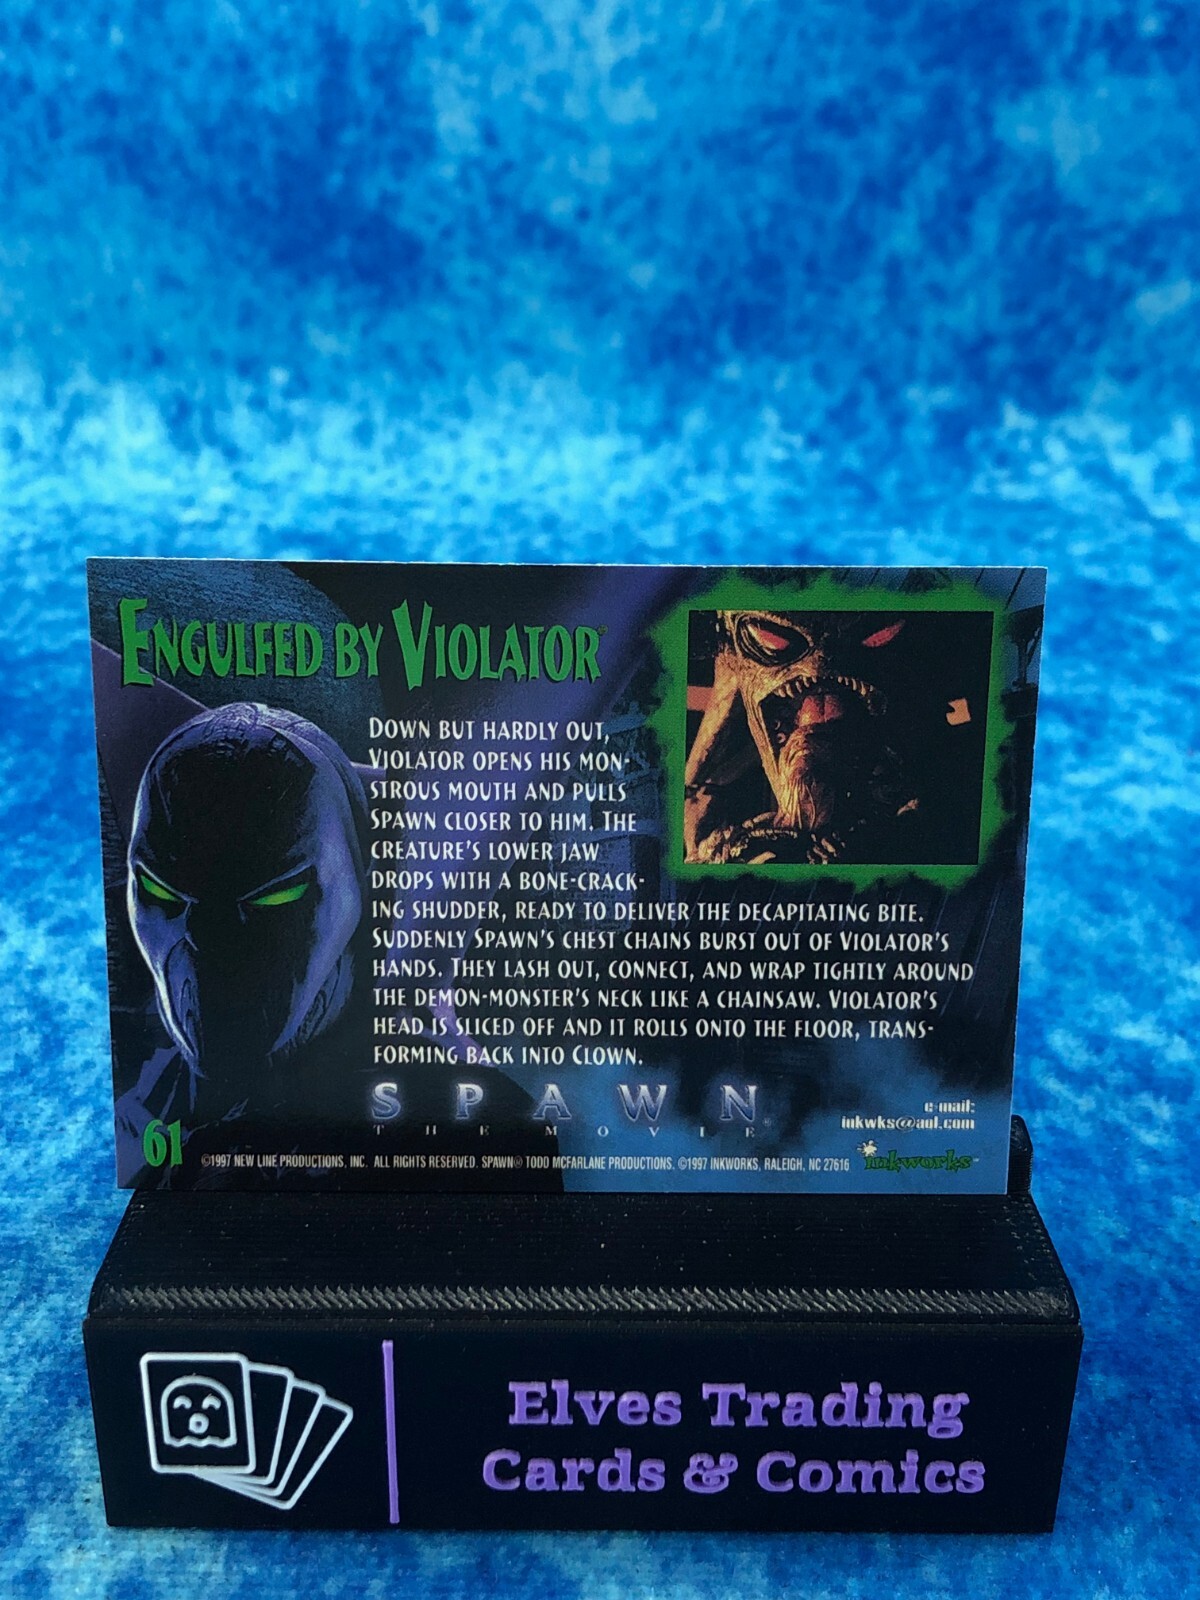 ENGULFED BY VIOLATOR®
DOWN BUT HARDLY OUT,
VIOLATOR OPENS HIS MON-
STROUS MOUTH AND PULLS
SPAWN CLOSER TO HIM. THE
CREATURE'S LOWER JAW
DROPS WITH A BONE-CRACK-
ING SHUDDER, READY TO DELIVER THE DECAPITATING BITE.
SUDDENLY SPAWN'S CHEST CHAINS BURST OUT OF VIOLATOR'S
HANDS. THEY LASH OUT, CONNECT, AND WRAP TIGHTLY AROUND
THE DEMON-MONSTER'S NECK LIKE A CHAINSAW. VIOLATOR'S
HEAD IS SLICED OFF AND IT ROLLS ONTO THE FLOOR, TRANS-
FORMING BACK INTO CLOWN.
SPAWN®
THE MOVIE
e-mail:
inkwks@aol.com
61
©1997 NEW LINE PRODUCTIONS, INC. ALL RIGHTS RESERVED. SPAWN® TODD MCFARLANE PRODUCTIONS. ©1997 INKWORKS, RALEIGH, NC 27616
inkworks™
Elves Trading
Cards & Comics